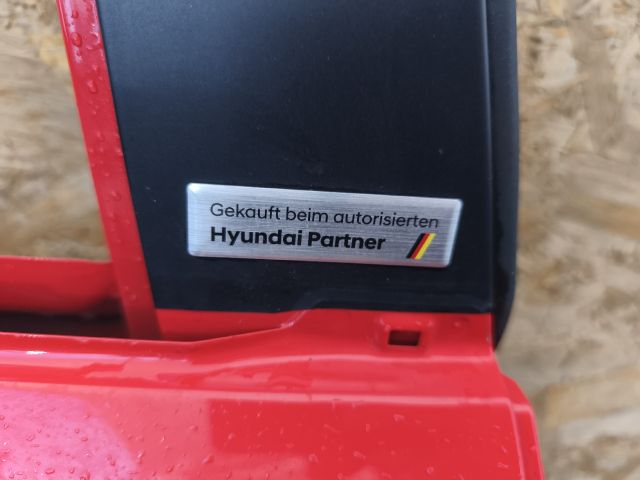 Gekauft beim autorisierten
Hyundai Partner